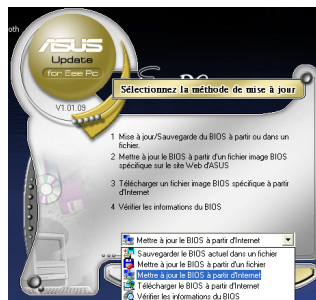 oth
ASUS
Update
for Eee Pc
V1.01.09
Sélectionnez la méthode de mise à jour
1 Mise à jour/Sauvegarde du BIOS à partir ou dans un
fichier.
2 Mettre à jour le BIOS à partir d'un fichier image BIOS
spécifique sur le site Web d'ASUS
3 Télécharger un fichier image BIOS spécifique à partir
d'Internet
4 Vérifier les informations du BIOS
Mettre à jour le BIOS à partir d'Internet
Sauvegarder le BIOS actuel dans un fichier
Mettre à jour le BIOS à partir d'un fichier
Mettre à jour le BIOS à partir d'Internet
Télécharger le BIOS à partir d'Internet
Vérifier les informations du BIOS